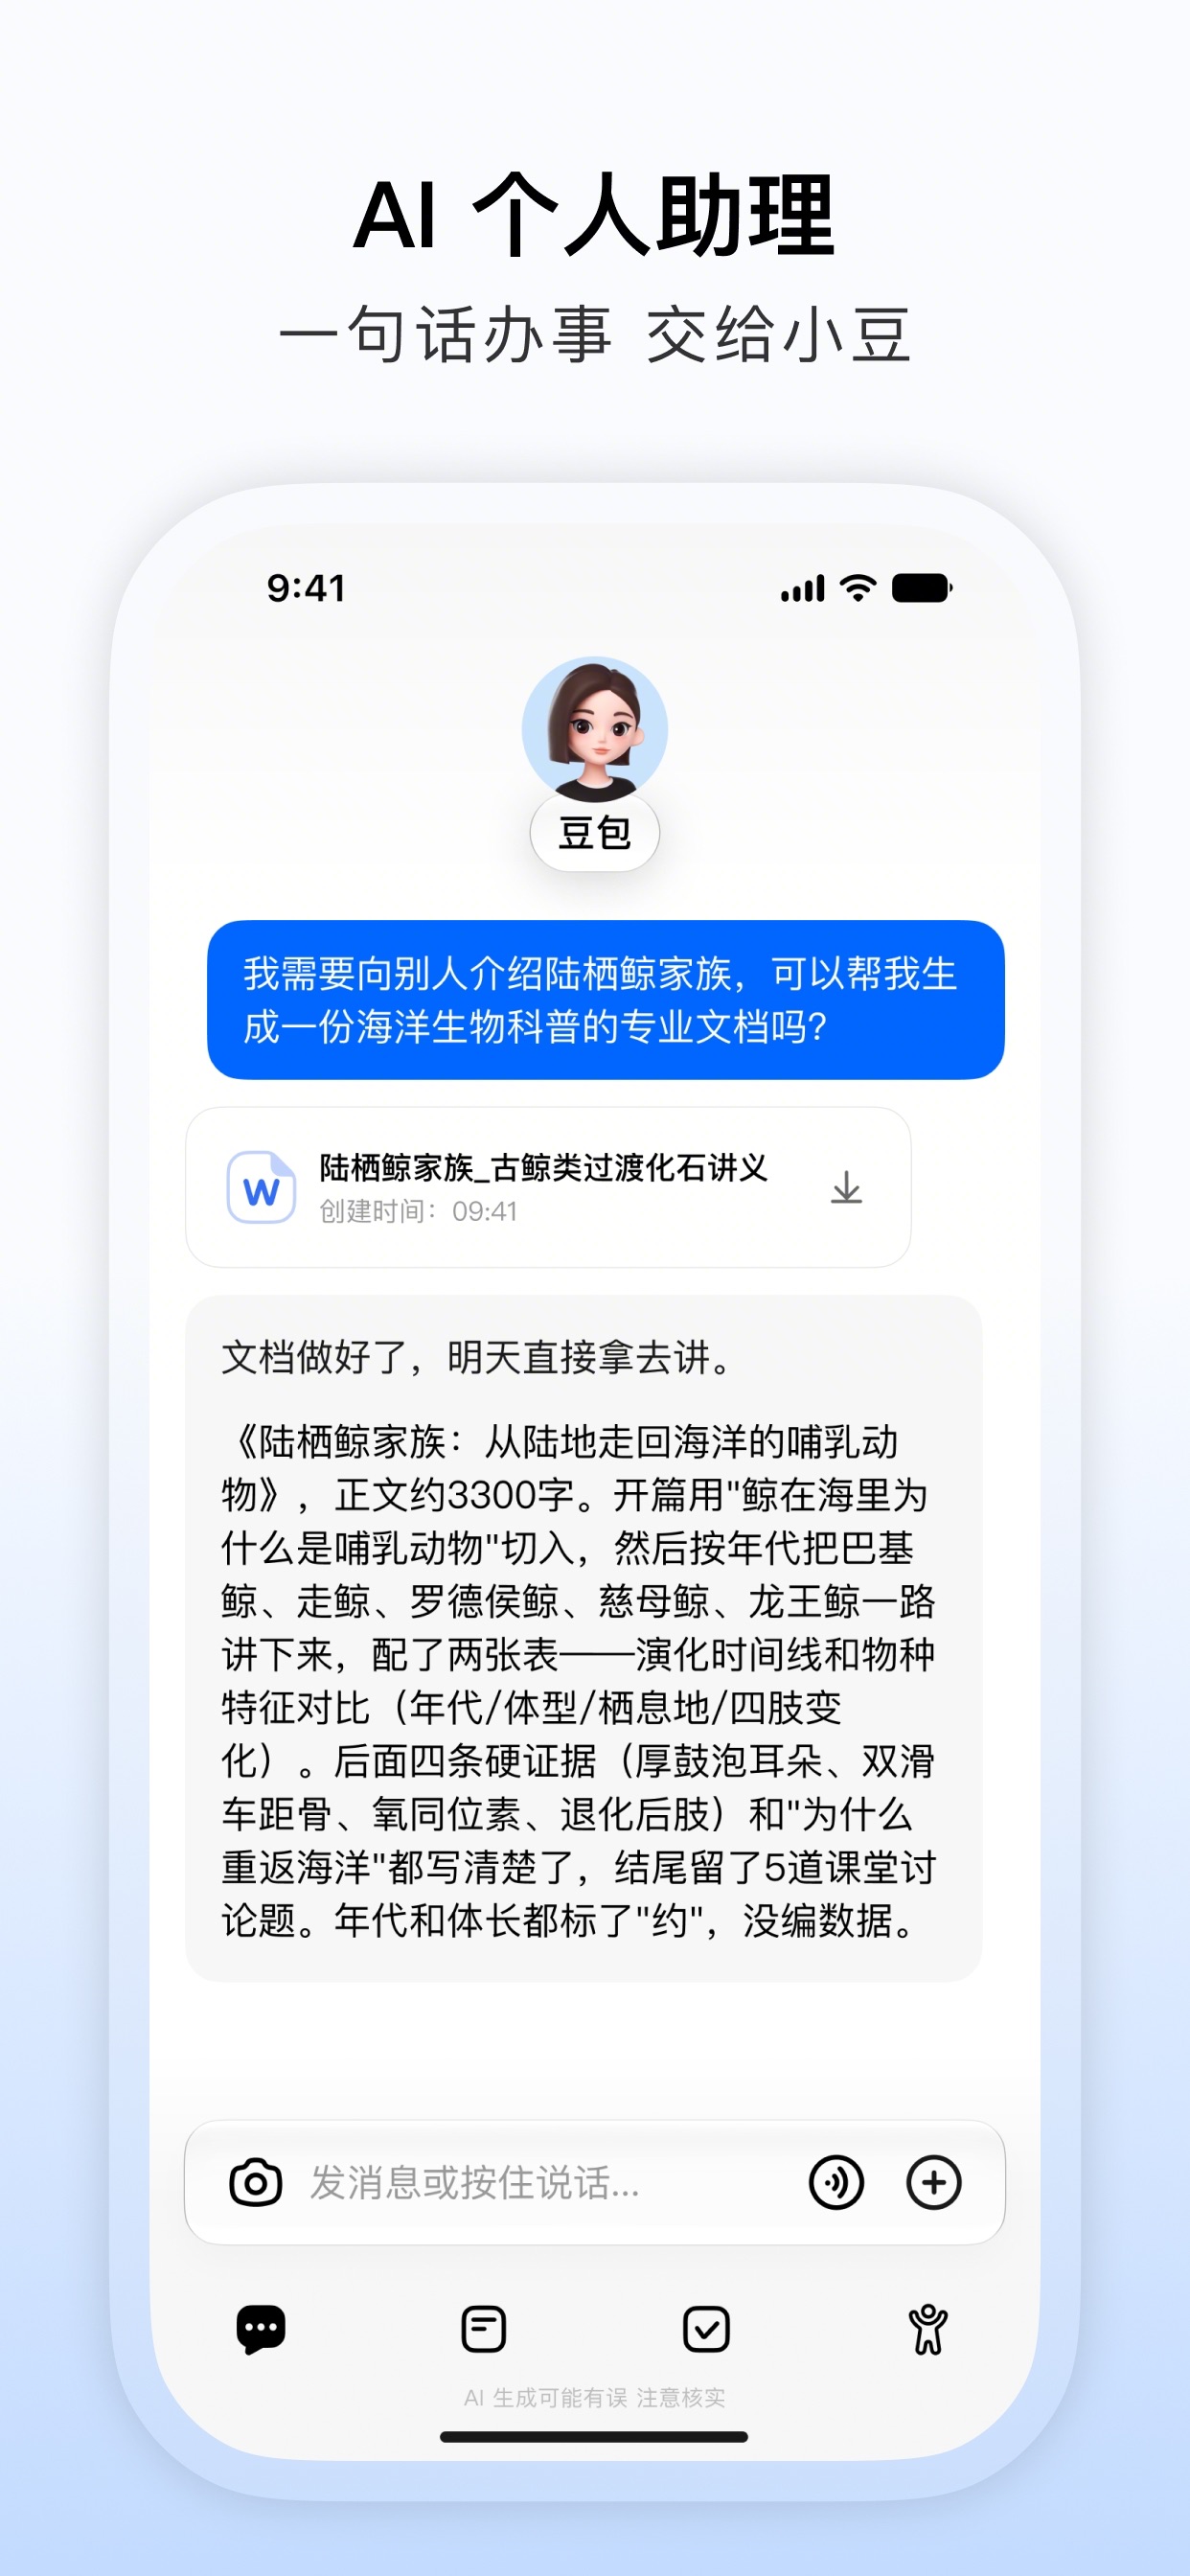 AI 个人助理
一句话办事 交给小豆
9:41
豆包
我需要向别人介绍陆栖鲸家族，可以帮我生
成一份海洋生物科普的专业文档吗？
W
陆栖鲸家族_古鲸类过渡化石讲义
创建时间：09:41
文档做好了，明天直接拿去讲。
《陆栖鲸家族：从陆地走回海洋的哺乳动
物》，正文约3300字。开篇用"鲸在海里为
什么是哺乳动物"切入，然后按年代把巴基
鲸、走鲸、罗德侯鲸、慈母鲸、龙王鲸一路
讲下来，配了两张表——演化时间线和物种
特征对比（年代/体型/栖息地/四肢变
化）。后面四条硬证据（厚鼓泡耳朵、双滑
车距骨、氧同位素、退化后肢）和"为什么
重返海洋"都写清楚了，结尾留了5道课堂讨
论题。年代和体长都标了"约"，没编数据。
发消息或按住说话...
AI 生成可能有误 注意核实